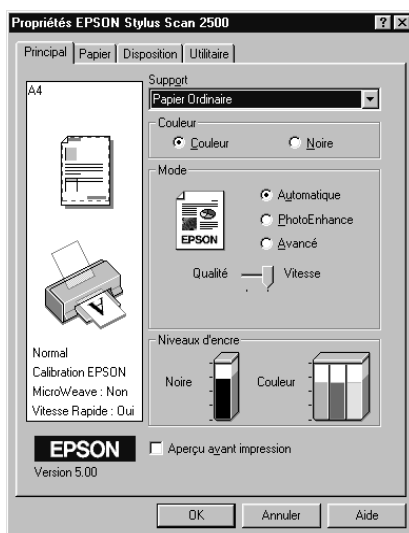 Propriétés EPSON Stylus Scan 2500
Principal
Papier
Disposition
Utilitaire
A4
Support
Papier Ordinaire
Couleur
Couleur
Noire
Mode
EPSON
Automatique
PhotoEnhance
Avancé
Qualité
Vitesse
Normal
Calibration EPSON
MicroWeave : Non
Vitesse Rapide : Oui
Niveaux d'encre
Noire
Couleur
EPSON
Version 5.00
Aperçu avant impression
OK
Annuler
Aide